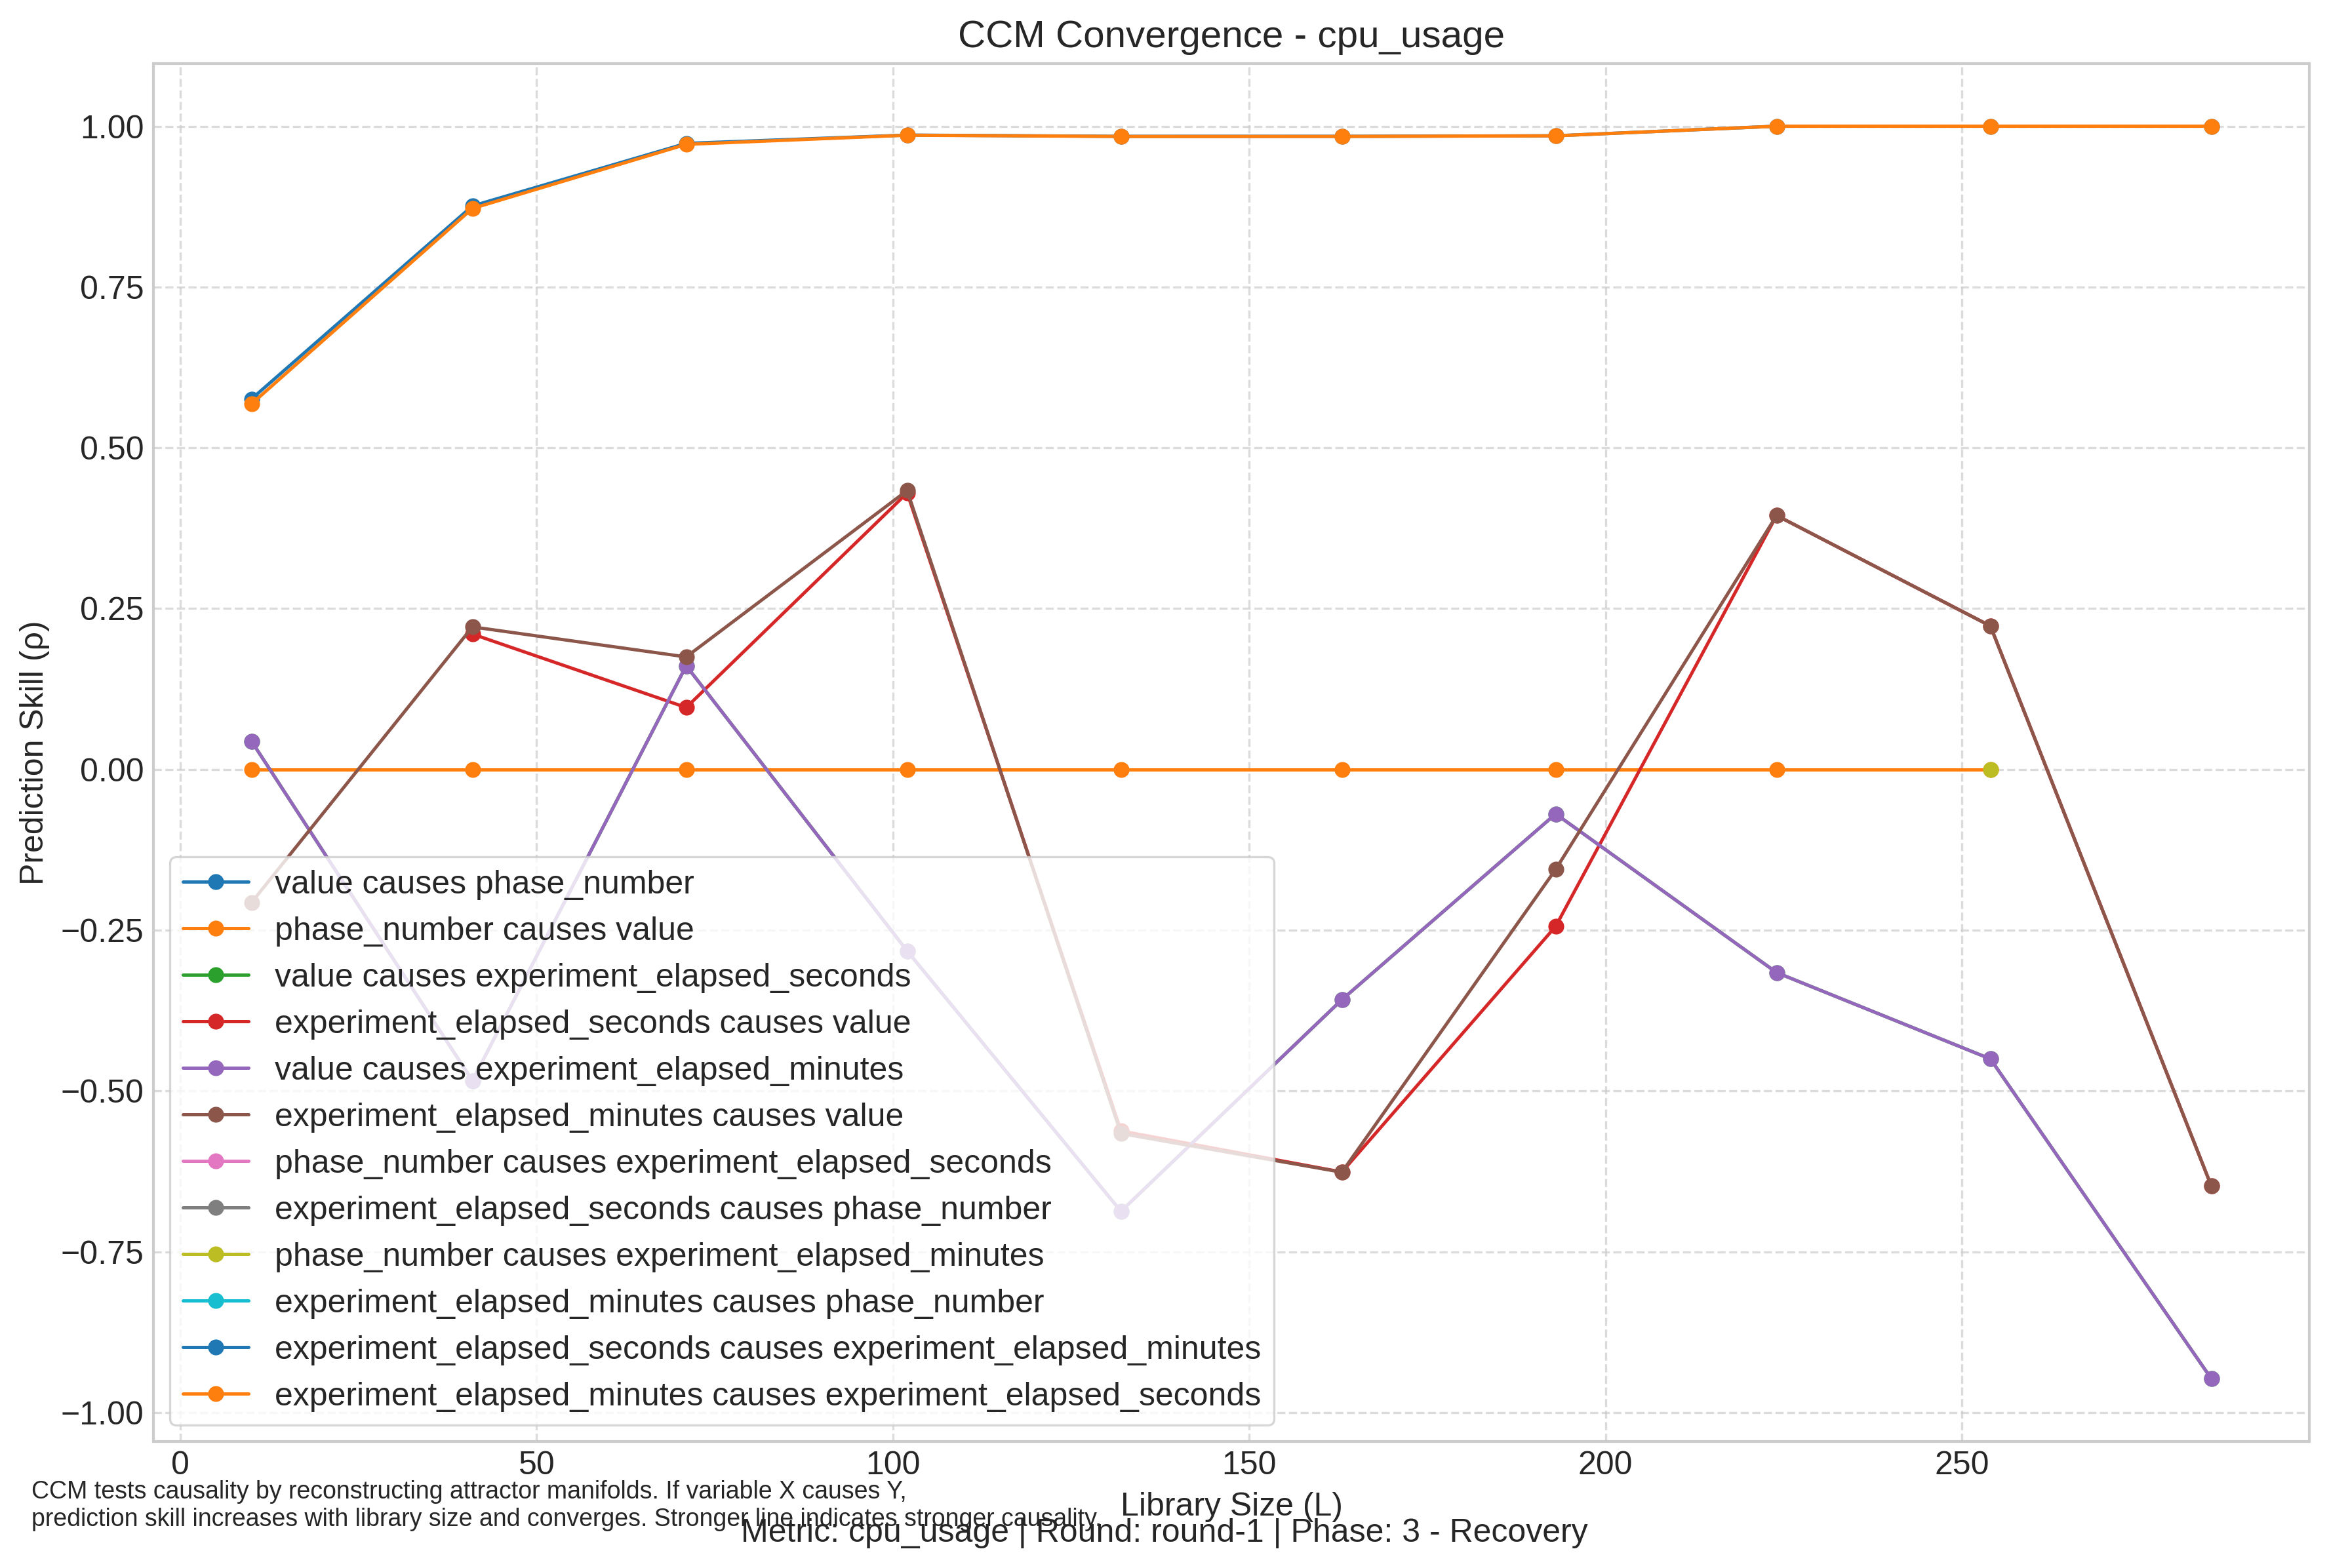 CCM Convergence - cpu_usage
1.00
0.75
0.50
0.25
0.00
−0.25
−0.50
−0.75
−1.00
Prediction Skill (ρ)
value causes phase_number
phase_number causes value
value causes experiment_elapsed_seconds
experiment_elapsed_seconds causes value
value causes experiment_elapsed_minutes
experiment_elapsed_minutes causes value
phase_number causes experiment_elapsed_seconds
experiment_elapsed_seconds causes phase_number
phase_number causes experiment_elapsed_minutes
experiment_elapsed_minutes causes phase_number
experiment_elapsed_seconds causes experiment_elapsed_minutes
experiment_elapsed_minutes causes experiment_elapsed_seconds
0 50 100 150 200 250
Library Size (L)
CCM tests causality by reconstructing attractor manifolds. If variable X causes Y,
prediction skill increases with library size and converges. Stronger line indicates stronger causality.
Metric: cpu_usage | Round: round-1 | Phase: 3 - Recovery